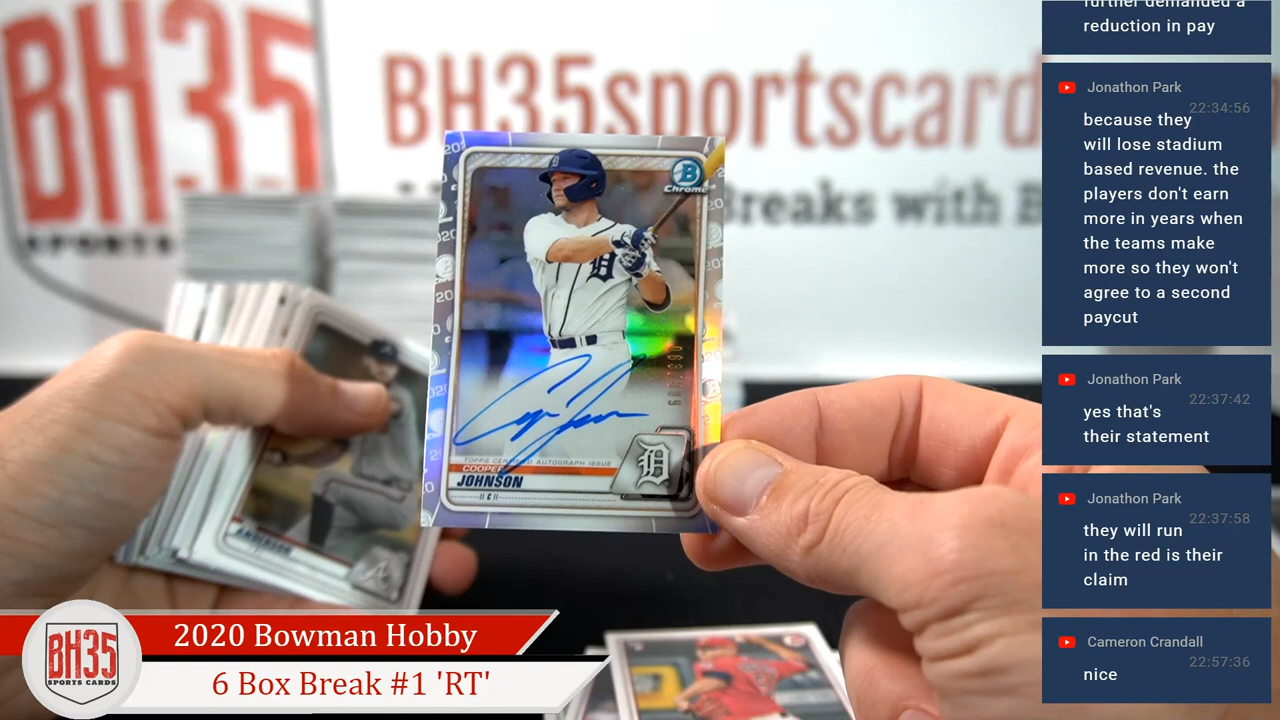 BH35
SPORTS
BH35sportscard
Breaks with B
Chrome
TOPPS CERTIFIED AUTOGRAPH ISSUE
COOPER
JOHNSON
C
ANDERSON
2020 Bowman Hobby
6 Box Break #1 'RT'
BH35
SPORTS CARDS
further demanded a
reduction in pay
Jonathon Park
22:34:56
because they
will lose stadium
based revenue. the
players don't earn
more in years when
the teams make
more so they won't
agree to a second
paycut
Jonathon Park
22:37:42
yes that's
their statement
Jonathon Park
22:37:58
they will run
in the red is their
claim
Cameron Crandall
22:57:36
nice